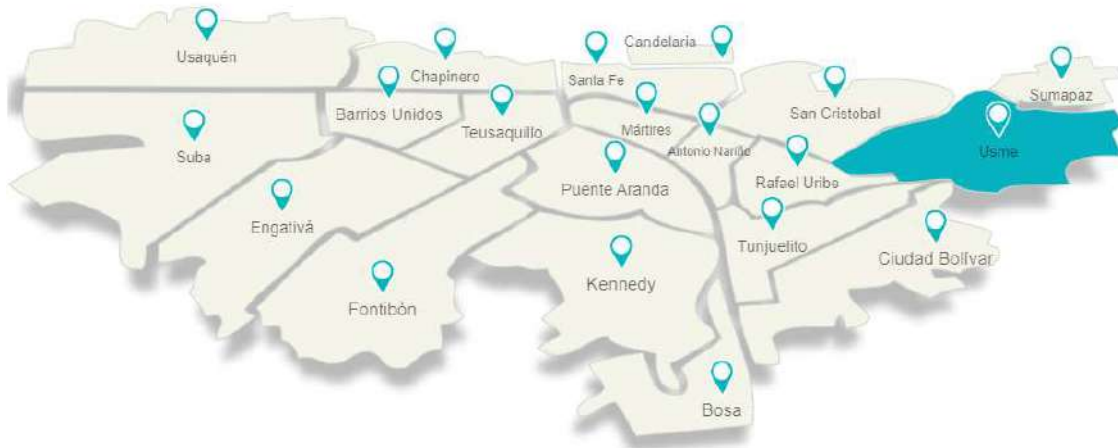 Usaquén
Candelaria
Chapinero
Santa Fe
Sumapaz
Barrios Unidos
San Cristobal
Teusaquillo
Mártires
Suba
Antonio Nariño
Usme
Puente Aranda
Rafael Uribe
Engativá
Tunjuelito
Ciudad Bolívar
Kennedy
Fontibón
Bosa